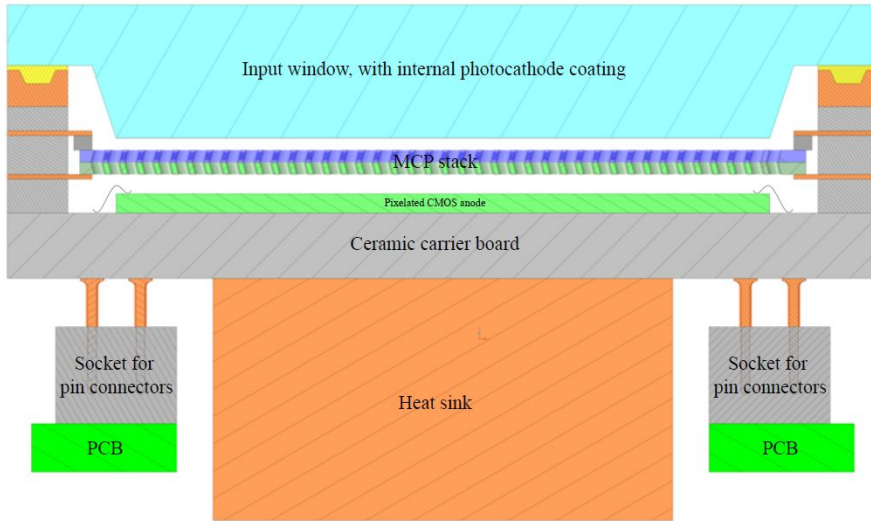 Input window, with internal photocathode coating
MCP stack
Pixelated CMOS anode
Ceramic carrier board
Socket for
pin connectors
Socket for
pin connectors
Heat sink
PCB
PCB